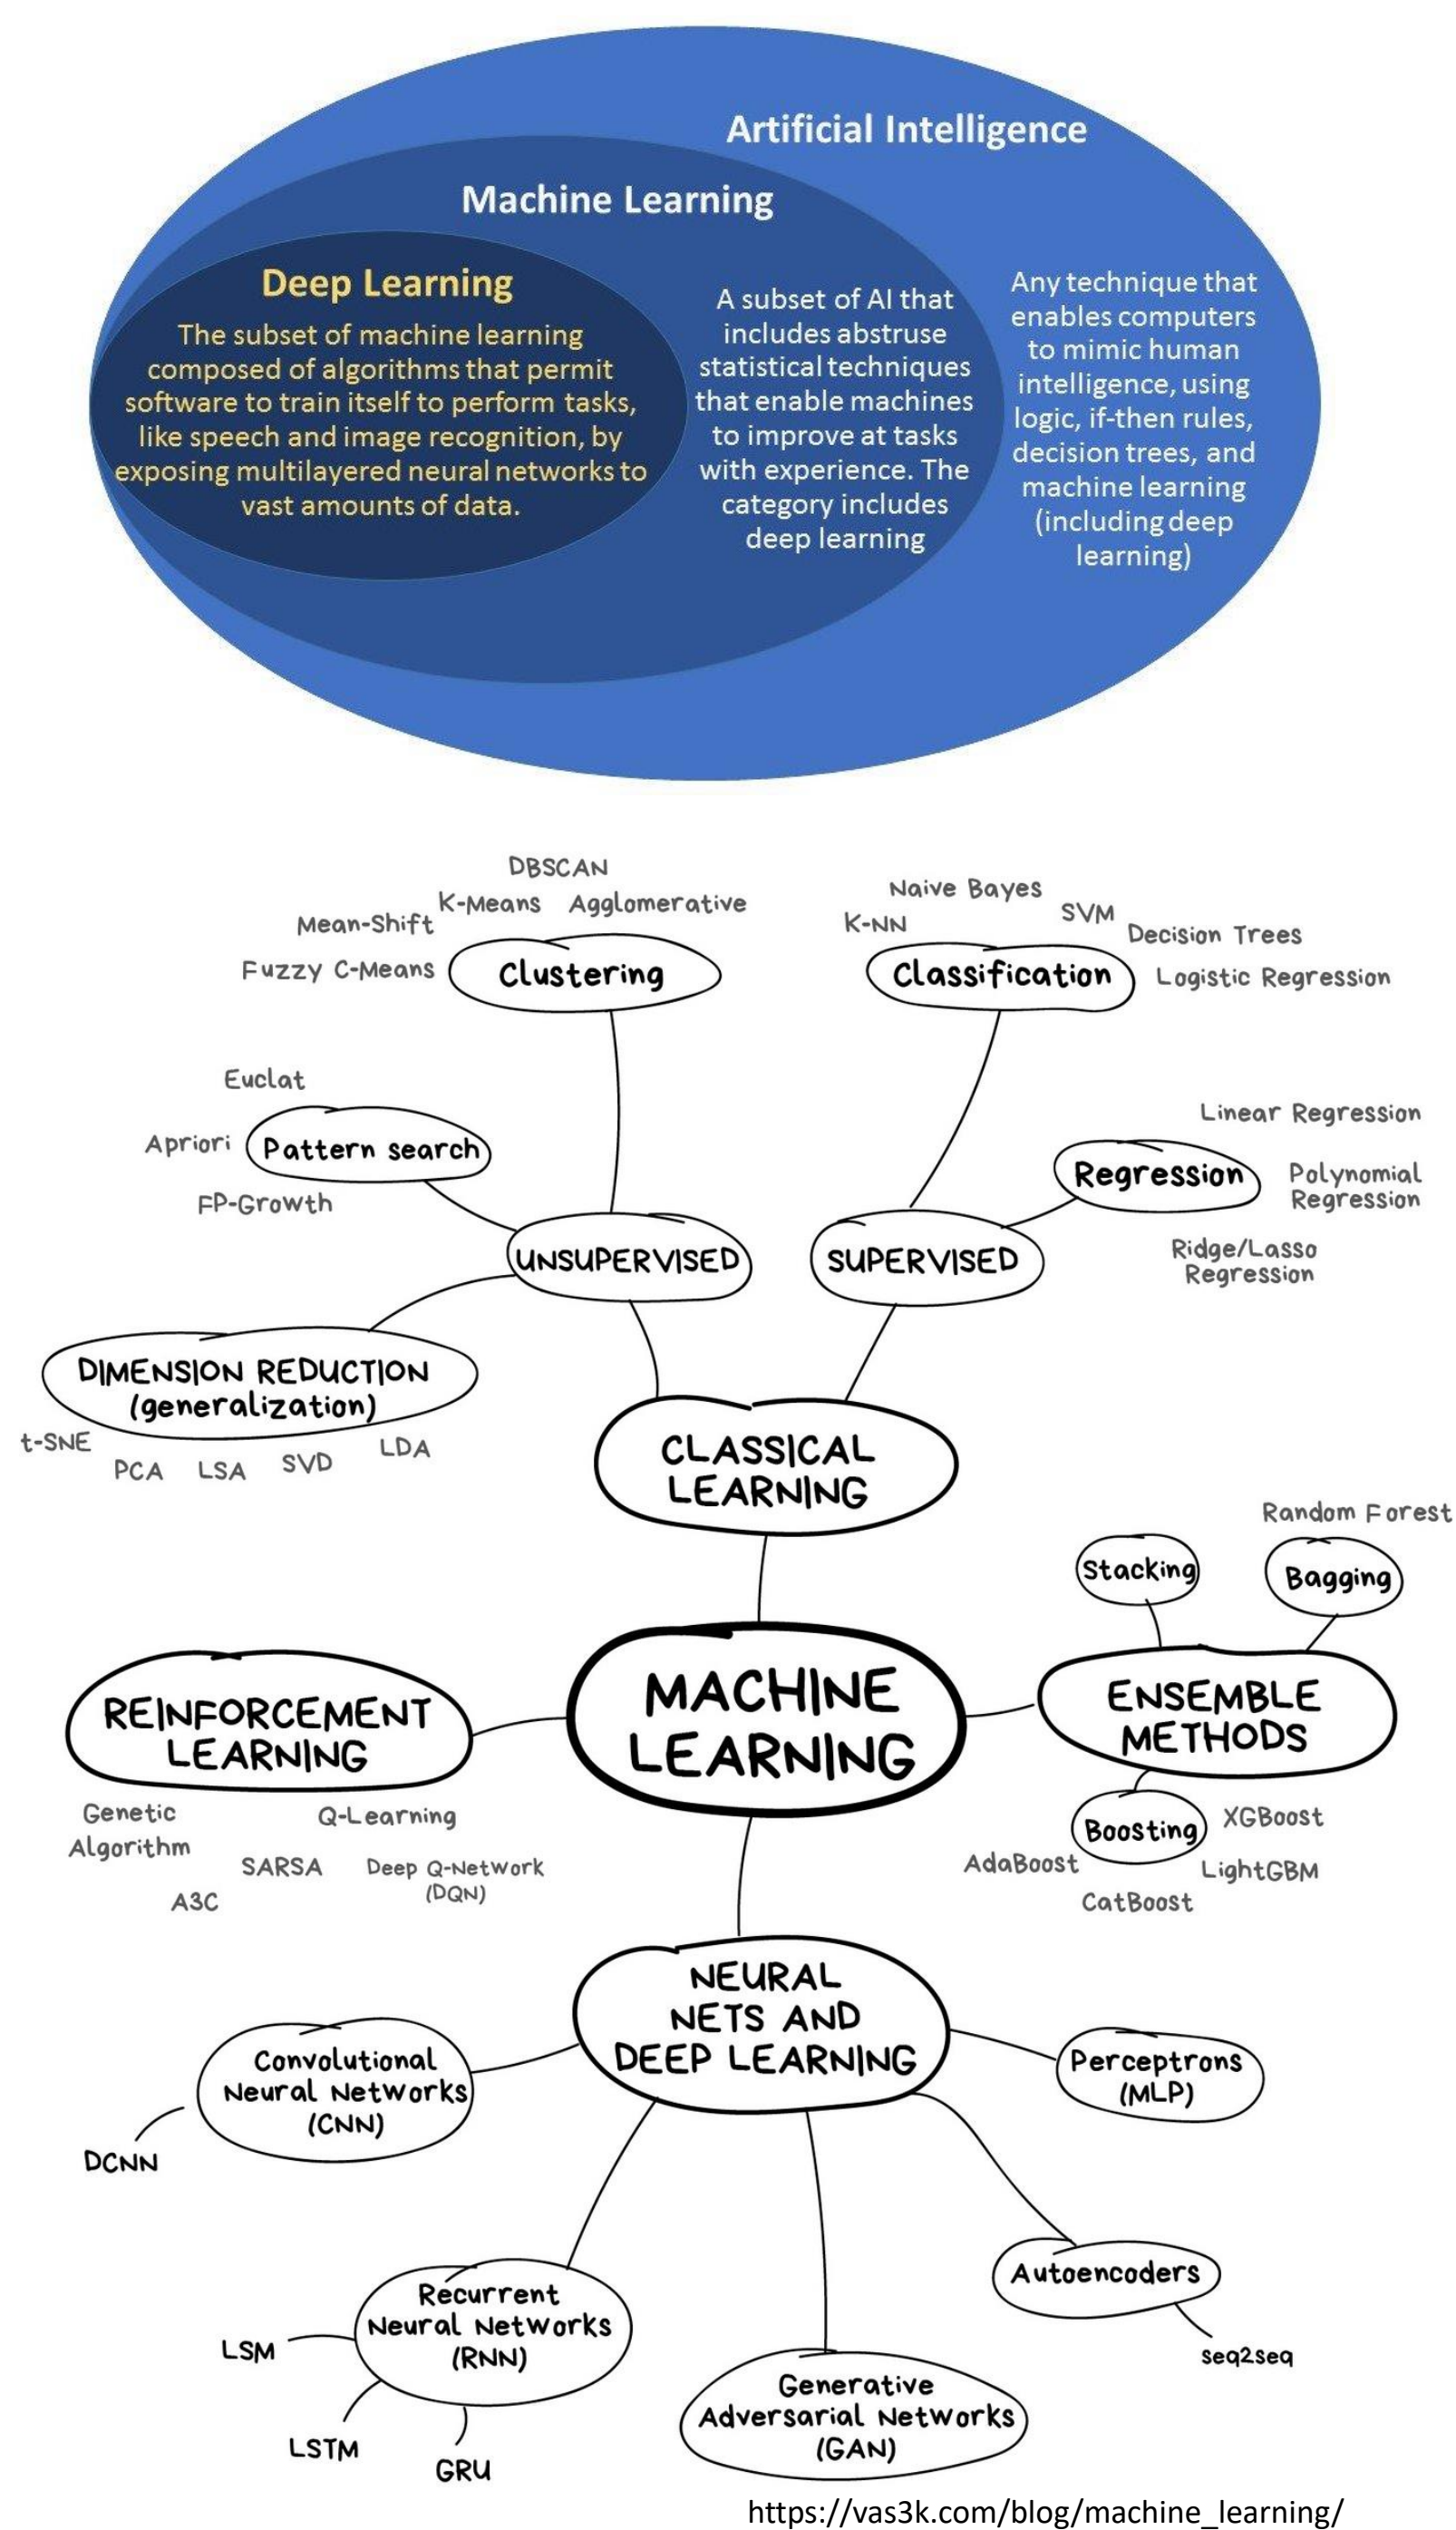 Artificial Intelligence
Machine Learning
Deep Learning
The subset of machine learning
composed of algorithms that permit
software to train itself to perform tasks,
like speech and image recognition, by
exposing multilayered neural networks to
vast amounts of data.
A subset of AI that
includes abstruse
statistical techniques
that enable machines
to improve at tasks
with experience. The
category includes
deep learning
Any technique that
enables computers
to mimic human
intelligence, using
logic, if-then rules,
decision trees, and
machine learning
(including deep
learning)
DBSCAN
K-Means
Agglomerative
Mean-Shift
Fuzzy C-Means
Clustering
Naive Bayes
K-NN
SVM
Decision Trees
Classification
Logistic Regression
Euclat
Apriori
Pattern search
FP-Growth
Linear Regression
Regression
Polynomial
Regression
Ridge/Lasso
Regression
UNSUPERVISED
SUPERVISED
DIMENSION REDUCTION
(generalization)
t-SNE
PCA
LSA
SVD
LDA
CLASSICAL
LEARNING
Random Forest
Stacking
Bagging
MACHINE
LEARNING
REINFORCEMENT
LEARNING
ENSEMBLE
METHODS
Genetic
Algorithm
Q-Learning
SARSA
Deep Q-Network
(DQN)
A3C
Boosting
XGBoost
AdaBoost
LightGBM
CatBoost
NEURAL
NETS AND
DEEP LEARNING
Convolutional
Neural Networks
(CNN)
DCNN
Perceptrons
(MLP)
Autoencoders
seq2seq
Recurrent
Neural Networks
(RNN)
LSM
LSTM
GRU
Generative
Adversarial Networks
(GAN)
https://vas3k.com/blog/machine_learning/